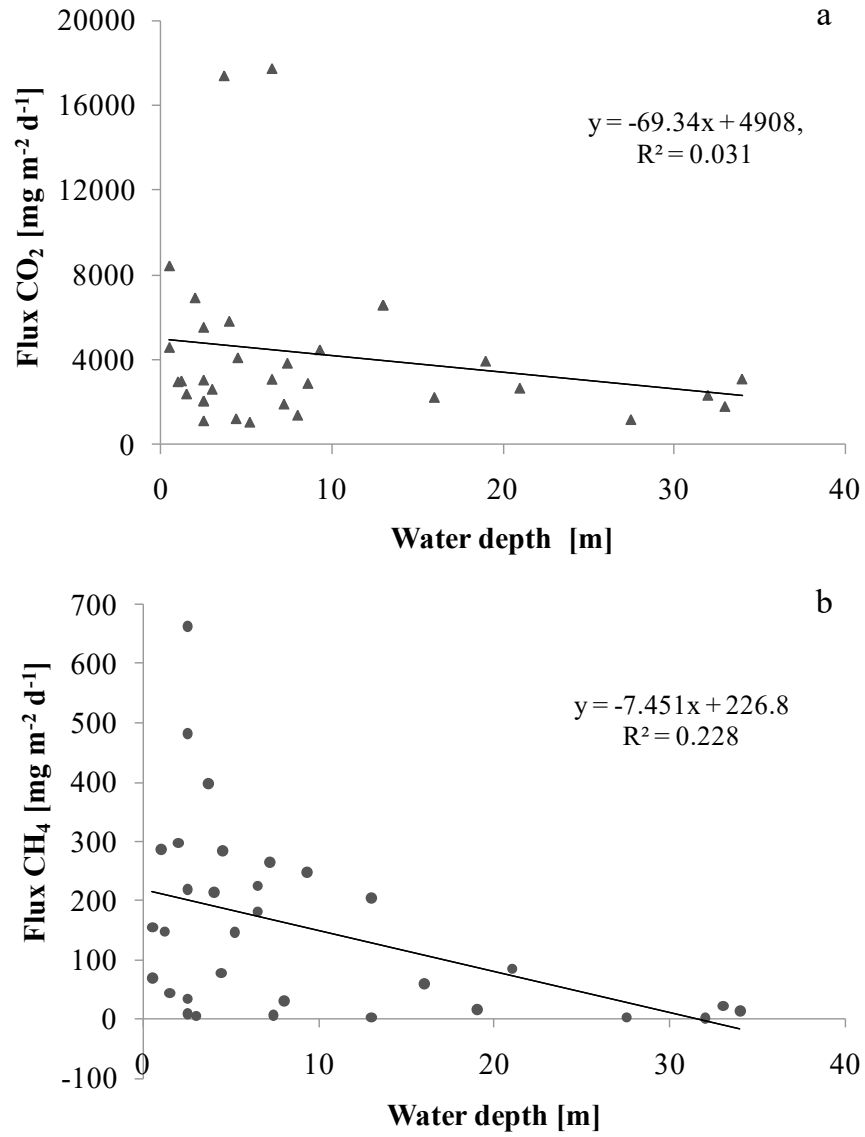 a
20000
16000
12000
8000
4000
0
Flux CO₂ [mg m⁻² d⁻¹]
y = -69.34x + 4908,
R² = 0.031
0 10 20 30 40
Water depth [m]
b
700
600
500
400
300
200
100
0
-100
Flux CH₄ [mg m⁻² d⁻¹]
y = -7.451x + 226.8
R² = 0.228
0 10 20 30 40
Water depth [m]